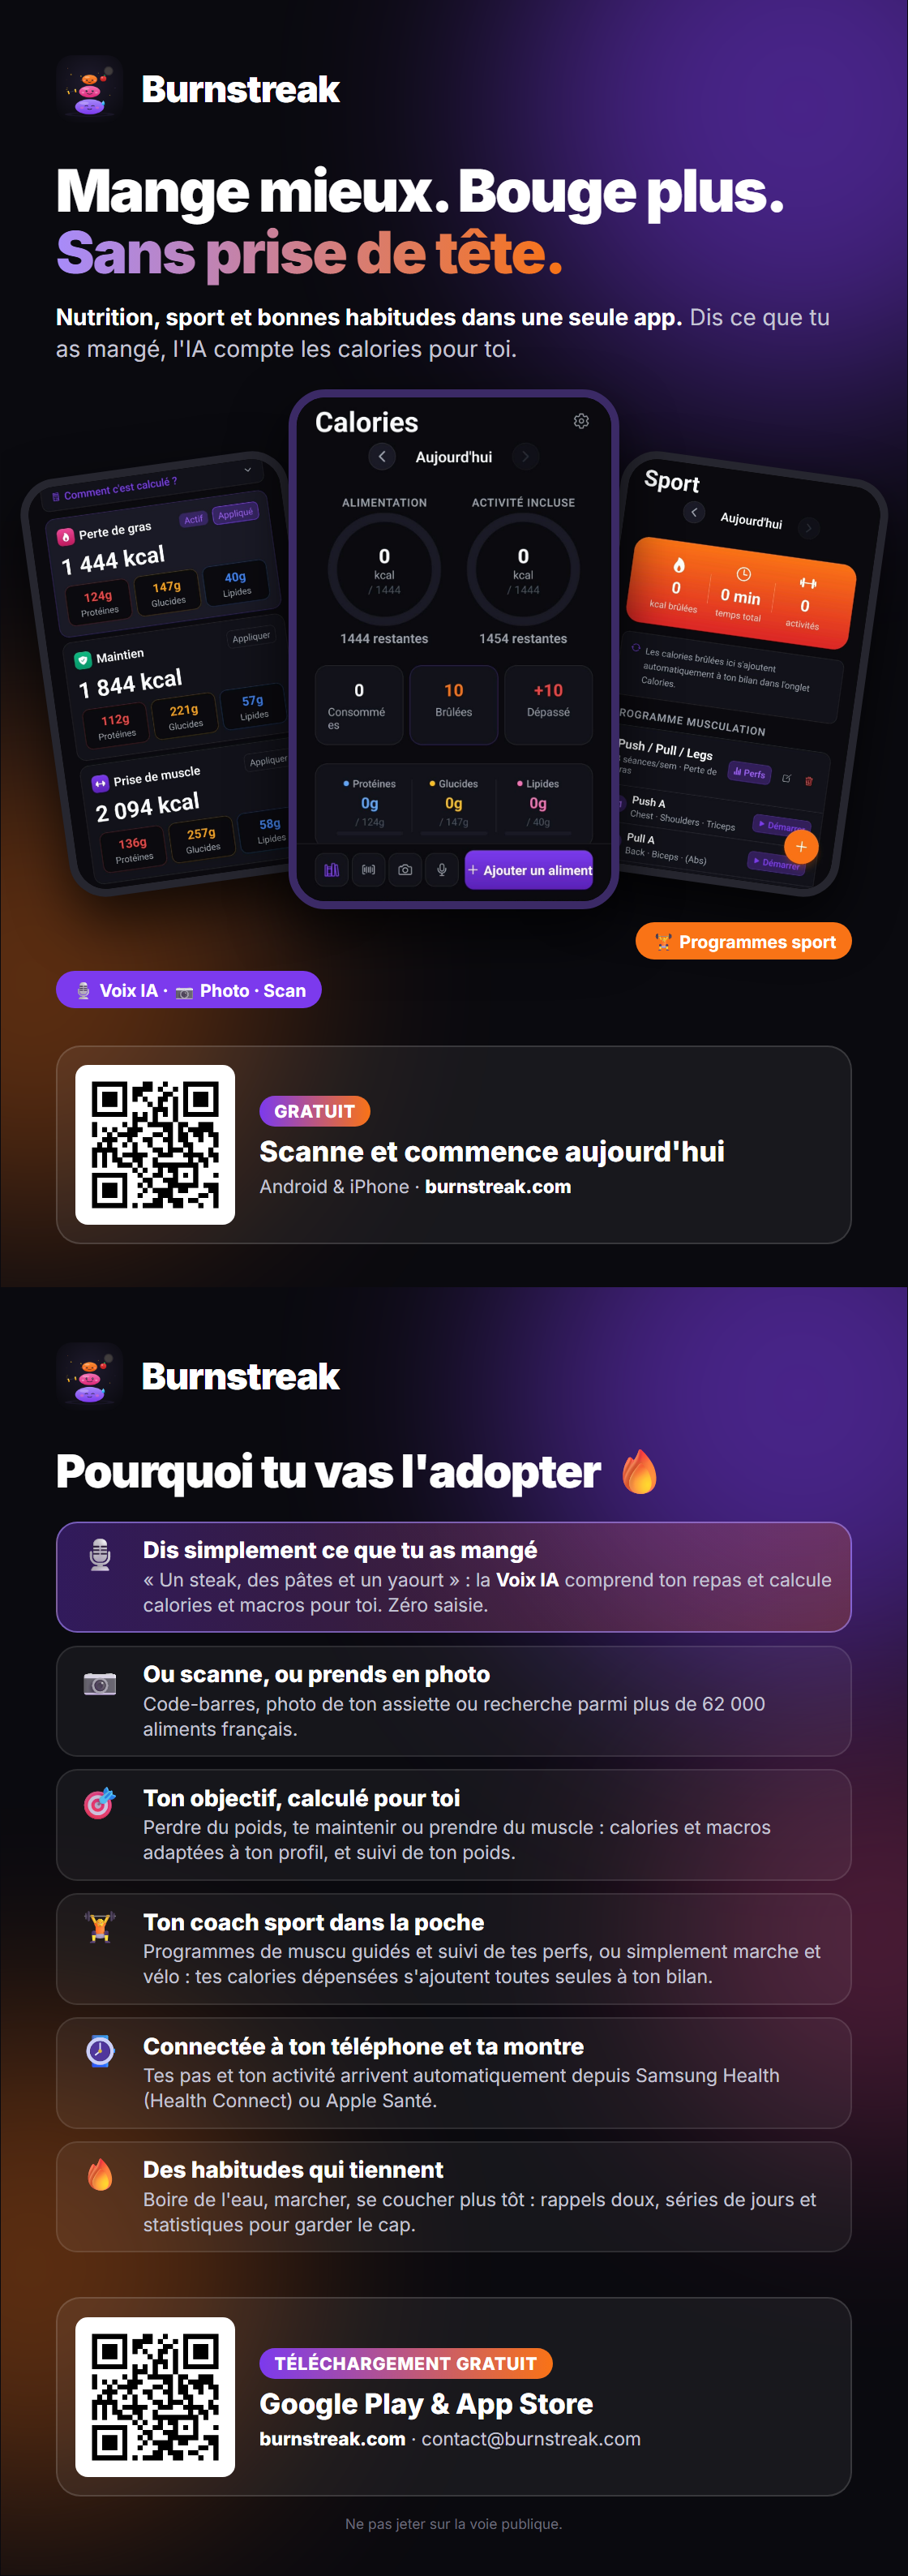 Burnstreak
Mange mieux. Bouge plus.
Sans prise de tête.
Nutrition, sport et bonnes habitudes dans une seule app. Dis ce que tu
as mangé, l'IA compte les calories pour toi.
Comment c'est calculé ?
Perte de gras
Actif
Appliqué
1 444 kcal
124g
Protéines
147g
Glucides
40g
Lipides
Maintien
Appliquer
1 844 kcal
112g
Protéines
221g
Glucides
57g
Lipides
Prise de muscle
Appliquer
2 094 kcal
136g
Protéines
257g
Glucides
58g
Lipides
Calories
Aujourd'hui
ALIMENTATION
ACTIVITÉ INCLUSE
0
kcal
/ 1444
0
kcal
/ 1444
1444 restantes
1454 restantes
0
Consommé
es
10
Brûlées
+10
Dépassé
Protéines
0g
/ 124g
Glucides
0g
/ 147g
Lipides
0g
/ 40g
+ Ajouter un aliment
Sport
Aujourd'hui
0
kcal brûlées
0 min
temps total
0
activités
Les calories brûlées ici s'ajoutent
automatiquement à ton bilan dans l'onglet
Calories.
ROGRAMME MUSCULATION
Push / Pull / Legs
séances/sem · Perte de
ras
Perfs
Push A
Chest · Shoulders · Triceps
Démarrer
Pull A
Back · Biceps · (Abs)
Démarrer
+
Programmes sport
Voix IA · Photo · Scan
GRATUIT
Scanne et commence aujourd'hui
Android & iPhone · burnstreak.com
Burnstreak
Pourquoi tu vas l'adopter
Dis simplement ce que tu as mangé
« Un steak, des pâtes et un yaourt » : la Voix IA comprend ton repas et calcule
calories et macros pour toi. Zéro saisie.
Ou scanne, ou prends en photo
Code-barres, photo de ton assiette ou recherche parmi plus de 62 000
aliments français.
Ton objectif, calculé pour toi
Perdre du poids, te maintenir ou prendre du muscle : calories et macros
adaptées à ton profil, et suivi de ton poids.
Ton coach sport dans la poche
Programmes de muscu guidés et suivi de tes perfs, ou simplement marche et
vélo : tes calories dépensées s'ajoutent toutes seules à ton bilan.
Connectée à ton téléphone et ta montre
Tes pas et ton activité arrivent automatiquement depuis Samsung Health
(Health Connect) ou Apple Santé.
Des habitudes qui tiennent
Boire de l'eau, marcher, se coucher plus tôt : rappels doux, séries de jours et
statistiques pour garder le cap.
TÉLÉCHARGEMENT GRATUIT
Google Play & App Store
burnstreak.com · contact@burnstreak.com
Ne pas jeter sur la voie publique.